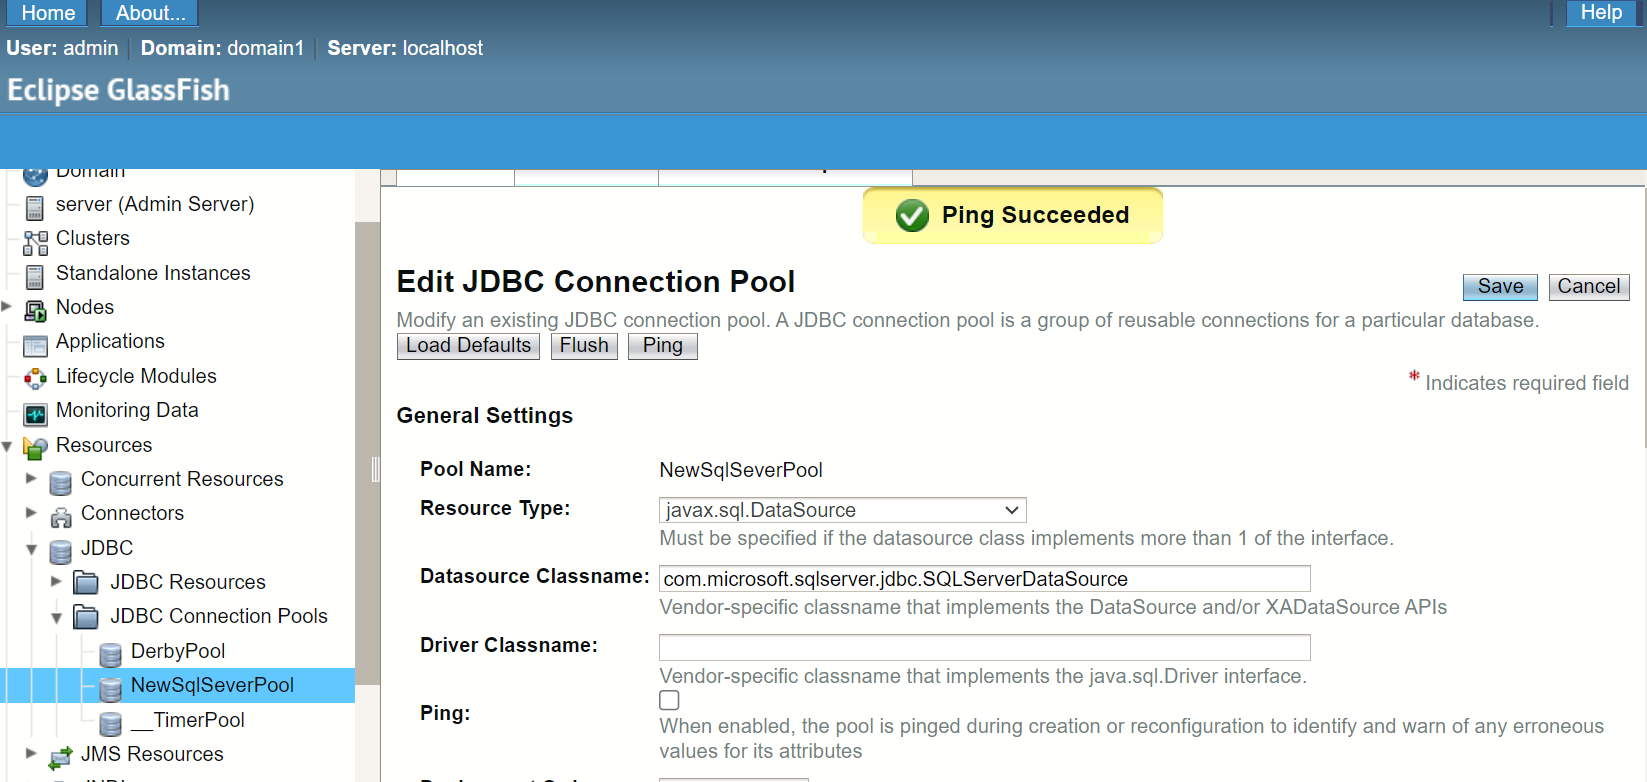 Home About... Help
User: admin Domain: domain1 Server: localhost
Eclipse GlassFish
Domain
server (Admin Server)
Clusters
Standalone Instances
Nodes
Applications
Lifecycle Modules
Monitoring Data
Resources
Concurrent Resources
Connectors
JDBC
JDBC Resources
JDBC Connection Pools
DerbyPool
NewSqlSeverPool
__TimerPool
JMS Resources
Ping Succeeded
Edit JDBC Connection Pool
Save Cancel
Modify an existing JDBC connection pool. A JDBC connection pool is a group of reusable connections for a particular database.
Load Defaults Flush Ping
* Indicates required field
General Settings
Pool Name: NewSqlSeverPool
Resource Type: javax.sql.DataSource
Must be specified if the datasource class implements more than 1 of the interface.
Datasource Classname: com.microsoft.sqlserver.jdbc.SQLServerDataSource
Vendor-specific classname that implements the DataSource and/or XADataSource APIs
Driver Classname:
Vendor-specific classname that implements the java.sql.Driver interface.
Ping:
When enabled, the pool is pinged during creation or reconfiguration to identify and warn of any erroneous
values for its attributes